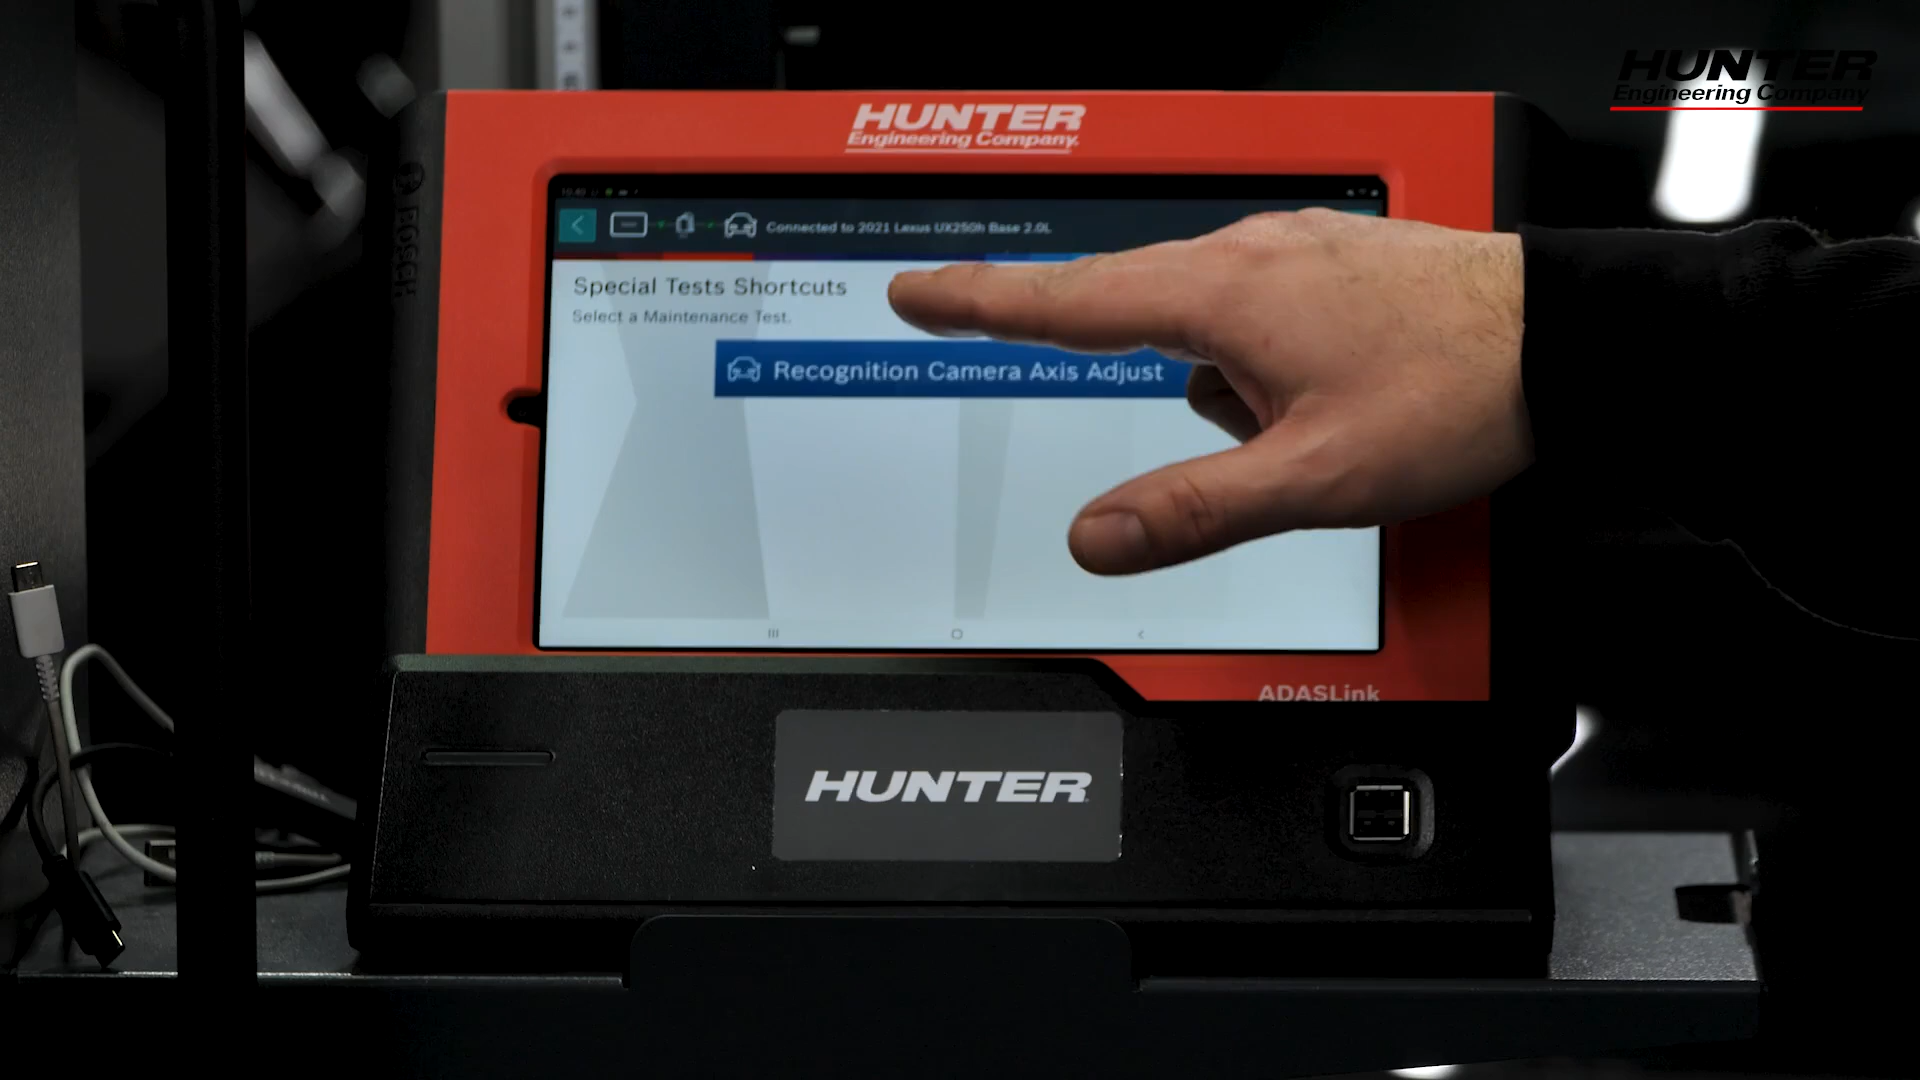 HUNTER
Engineering Company
HUNTER
Engineering Company.
BOSCH
Connected to 2021 Lexus UX250h Base 2.0L
Special Tests Shortcuts
Select a Maintenance Test.
Recognition Camera Axis Adjust
ADASLink
HUNTER